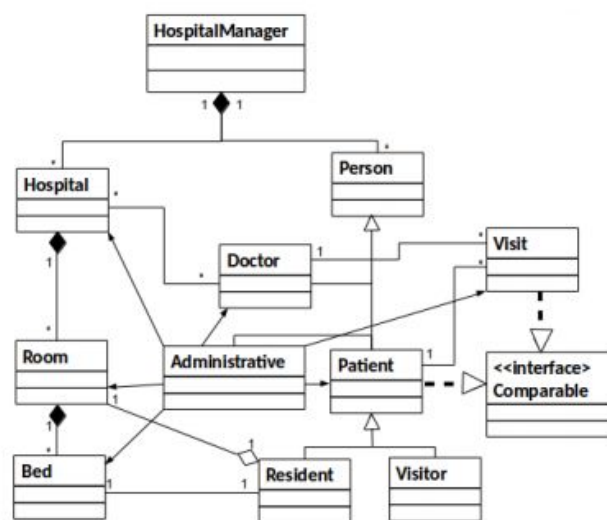 HospitalManager
1 1
* *
Hospital
Person
*
1
Doctor
1
*
Visit
*
*
1
*
Room
Administrative
Patient
1
<<interface>>
Comparable
1
1
1
*
Bed
1
1
Resident
Visitor